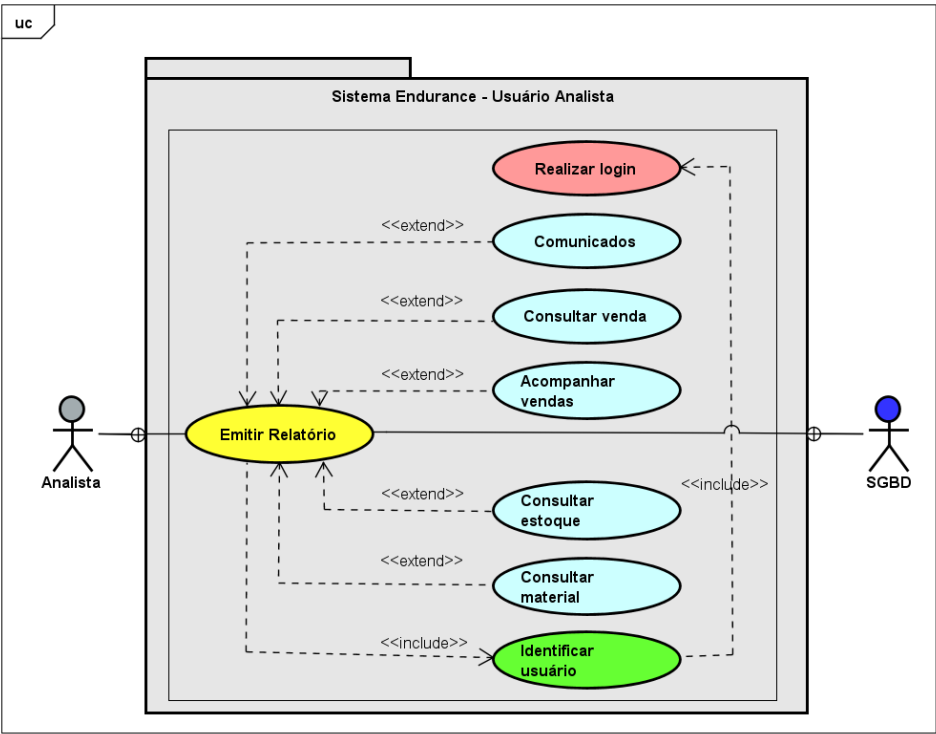 uc
Sistema Endurance - Usuário Analista
Realizar login
<<extend>>
Comunicados
<<extend>>
Consultar venda
<<extend>>
Acompanhar
vendas
Emitir Relatório
Analista
SGBD
<<include>>
<<extend>>
Consultar
estoque
<<extend>>
Consultar
material
<<include>>
Identificar
usuário